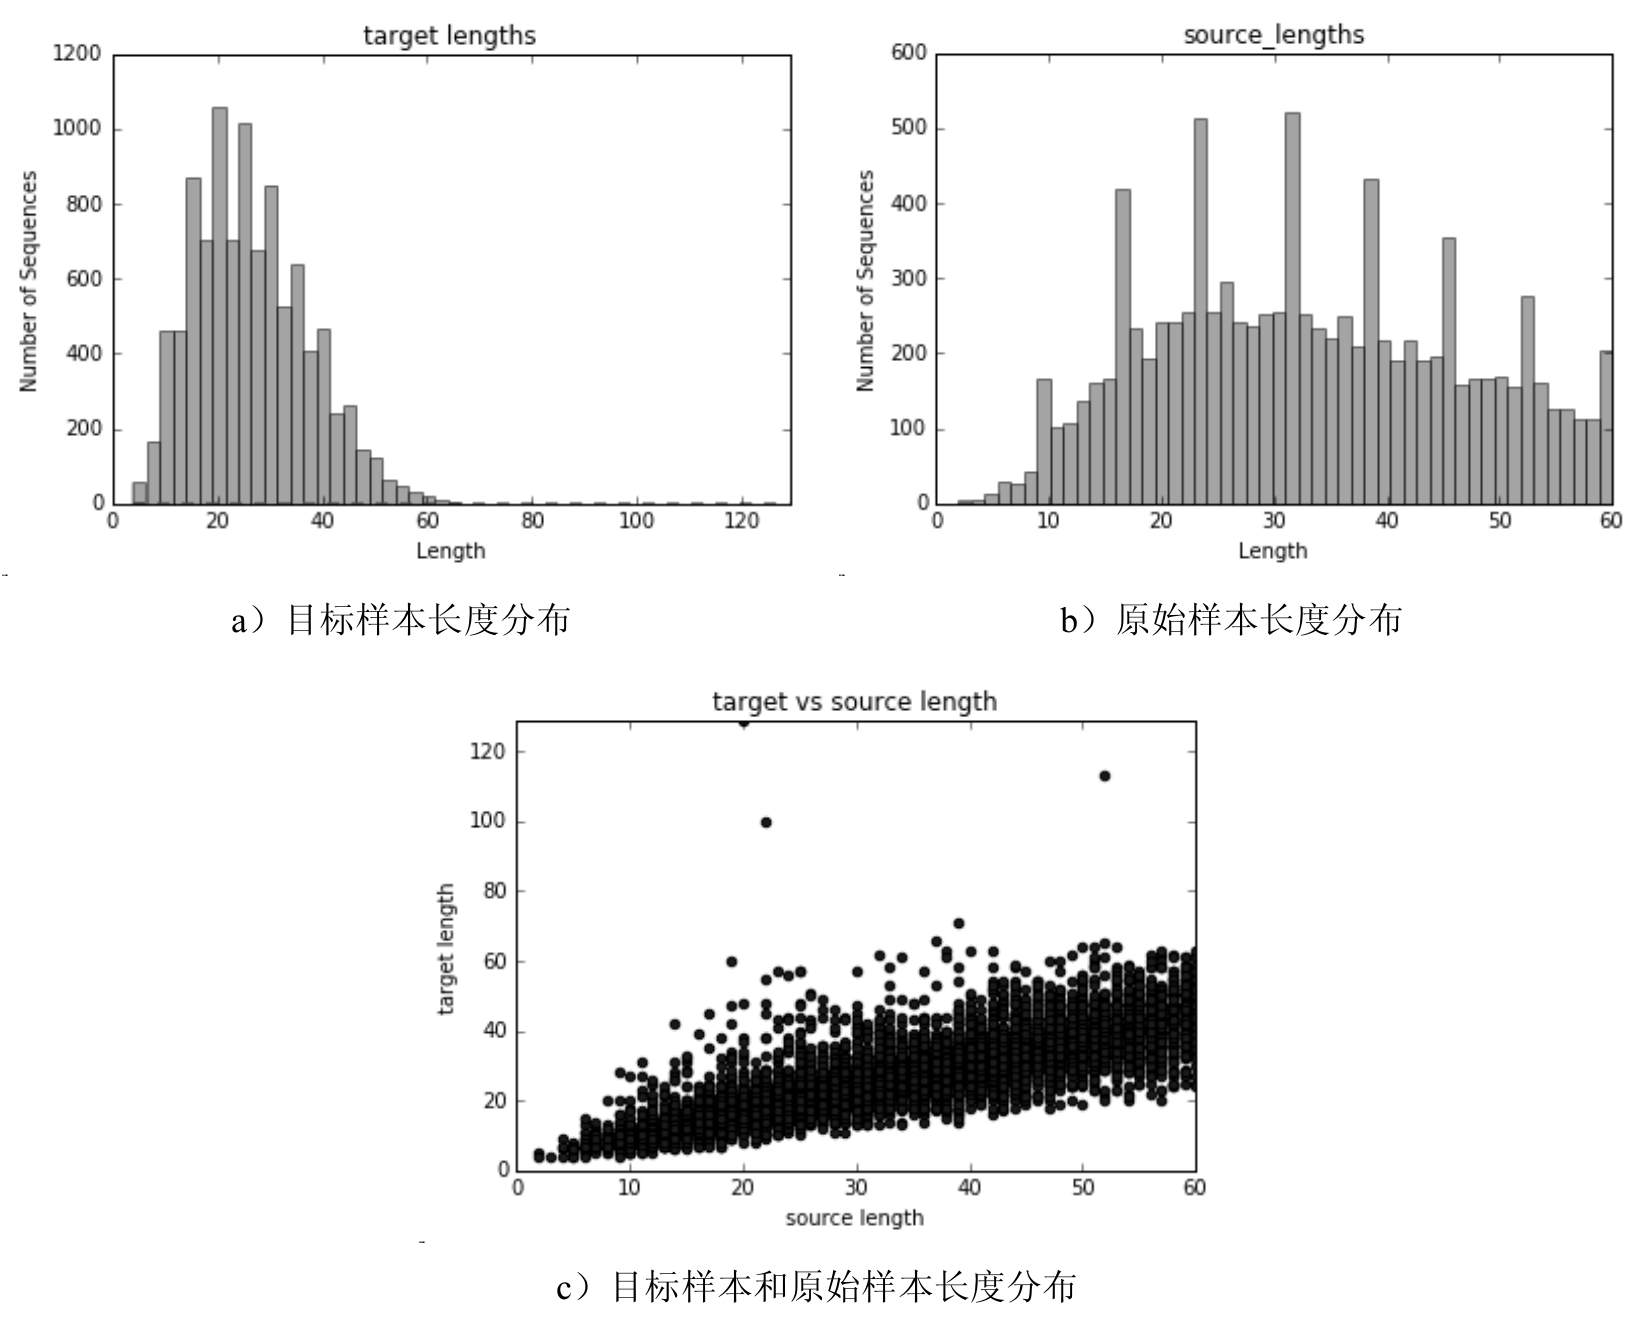 target lengths
1200
1000
800
600
400
200
0
Number of Sequences
0 20 40 60 80 100 120
Length
a）目标样本长度分布
source_lengths
600
500
400
300
200
100
0
Number of Sequences
0 10 20 30 40 50 60
Length
b）原始样本长度分布
target vs source length
120
100
80
60
40
20
0
target length
0 10 20 30 40 50 60
source length
c）目标样本和原始样本长度分布